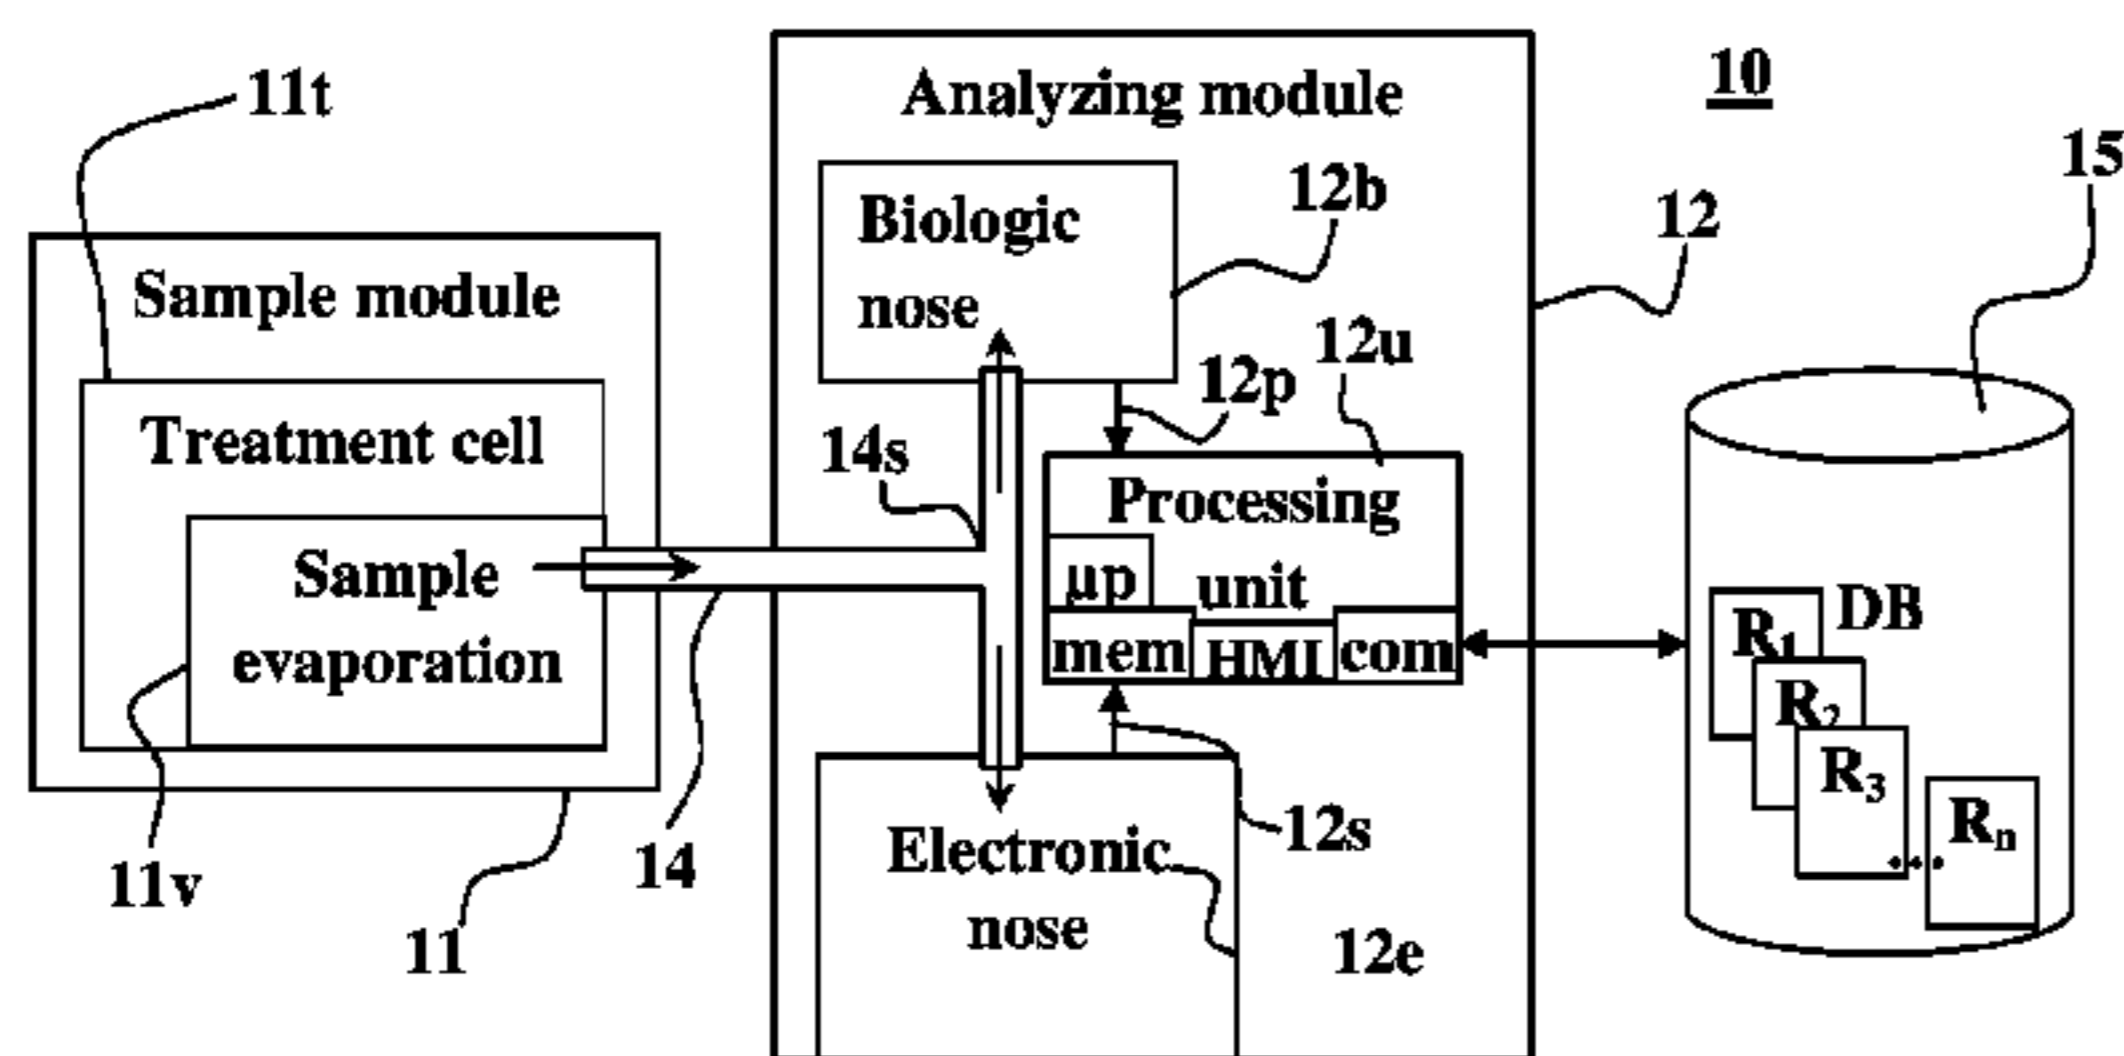 10
15
12
11t
Sample module
Treatment cell
Sample
evaporation
11v
11
14
Analyzing module
Biologic
nose
12b
12p
12u
14s
Processing
unit
µp
mem
HMI
com
12s
Electronic
nose
12e
DB
R1
R2
R3
...
Rn